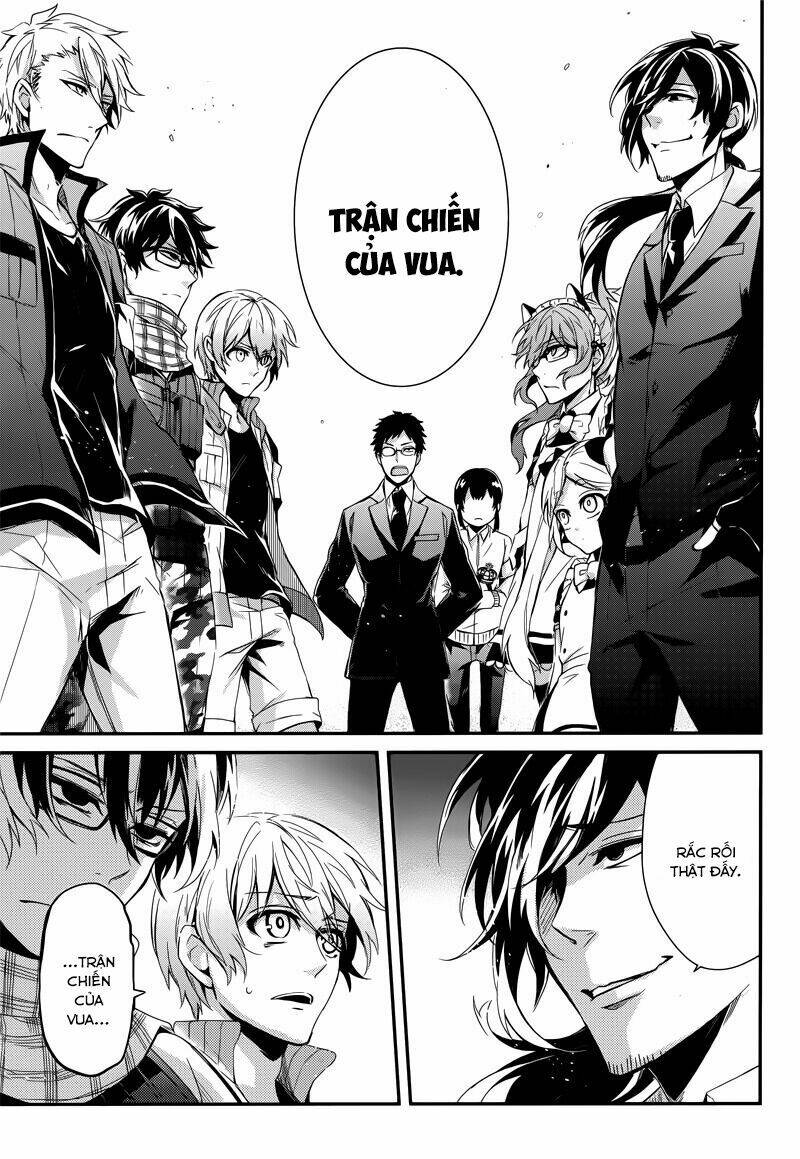 TRẬN CHIẾN
CỦA VUA.
RẮC RỐI
THẬT ĐẤY.
...TRẬN
CHIẾN
CỦA
VUA...